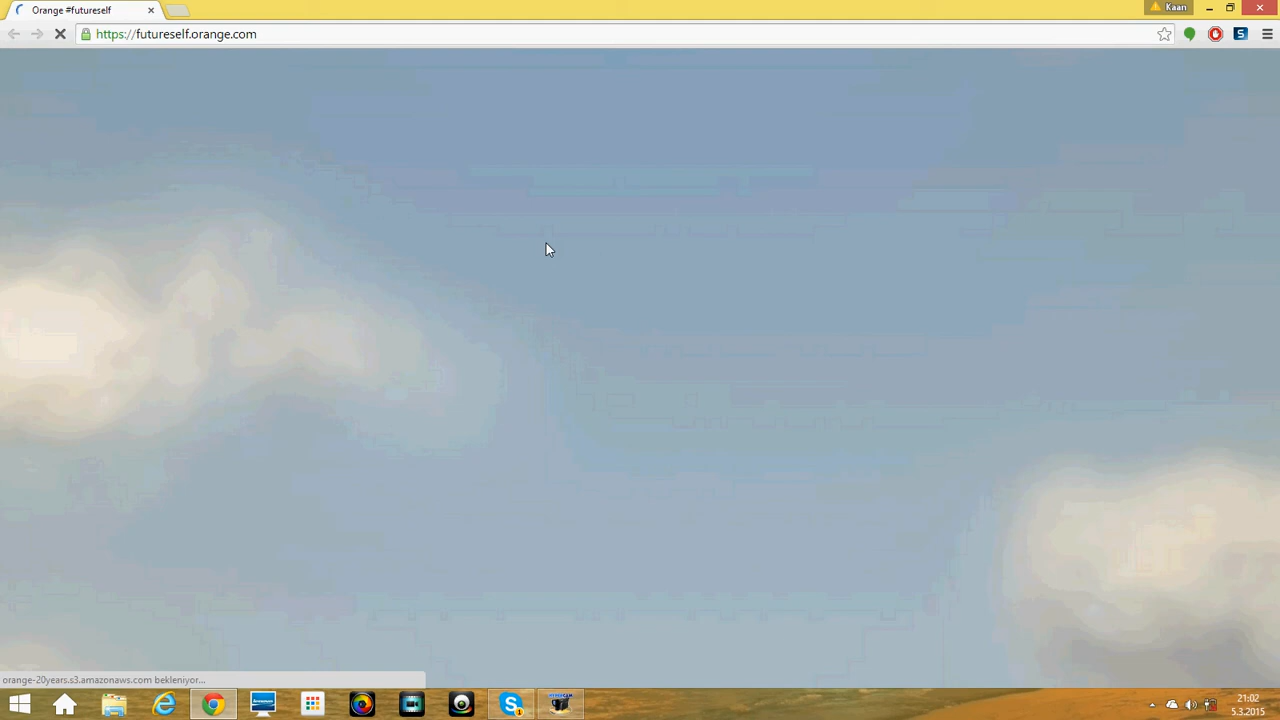 Orange #futureself
Kaan
https://futureself.orange.com
orange-20years.s3.amazonaws.com bekleniyor...
21:02
5.3.2015